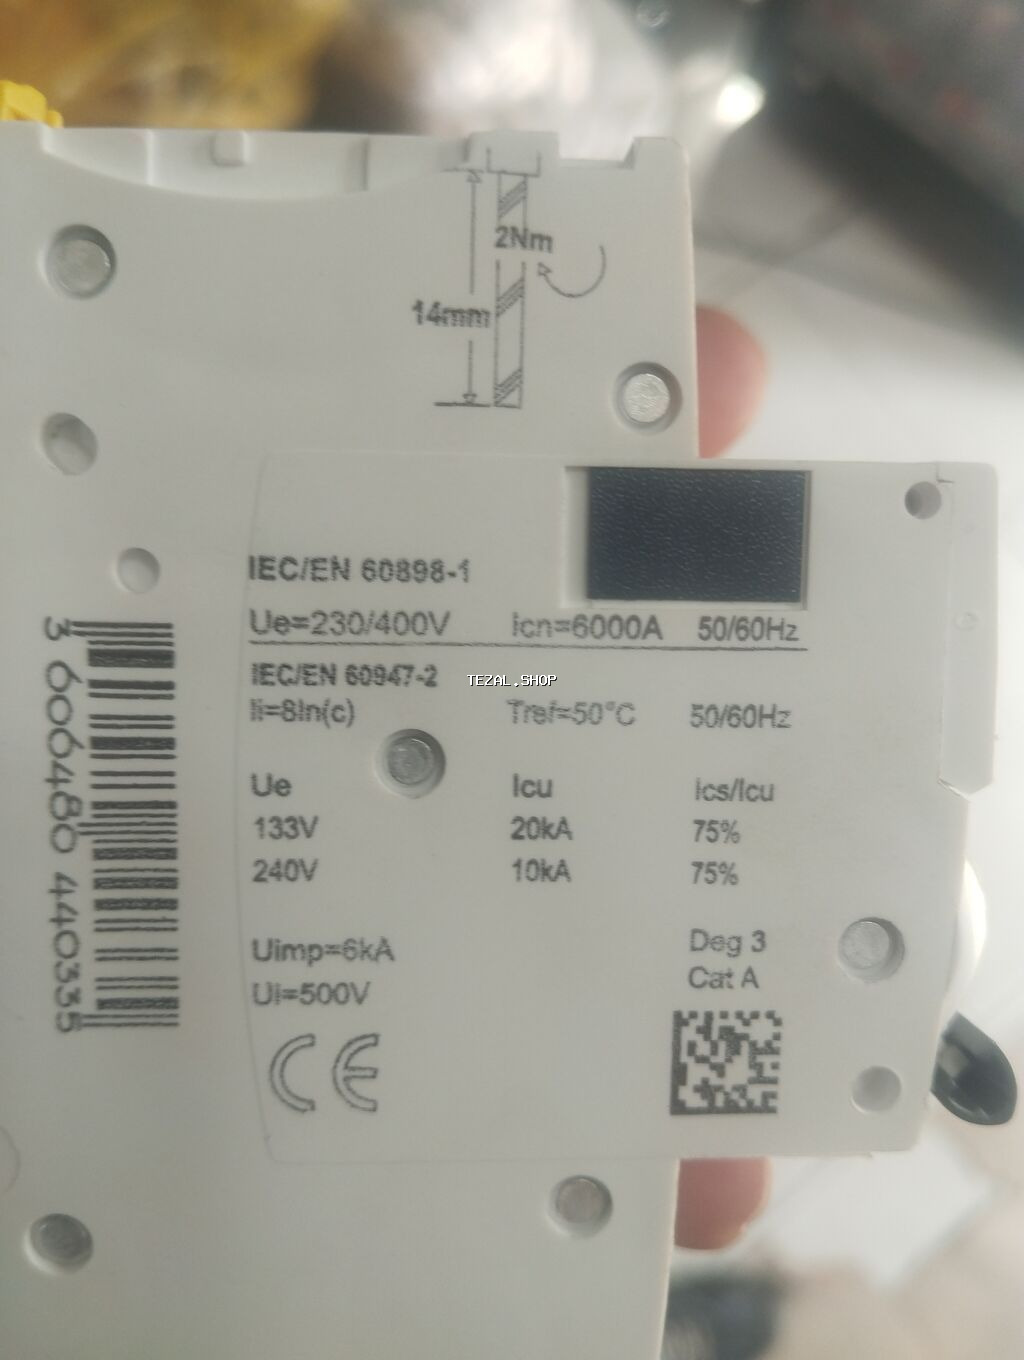 2Nm
14mm
IEC/EN 60898-1
Ue=230/400V Icn=6000A 50/60Hz
IEC/EN 60947-2
TEZAL.SHOP
Ii=8In(c) Tref=50°C 50/60Hz
Ue Icu Ics/Icu
133V 20kA 75%
240V 10kA 75%
Uimp=6kA Deg 3
Cat A
Ui=500V
CE
3 606480 440335